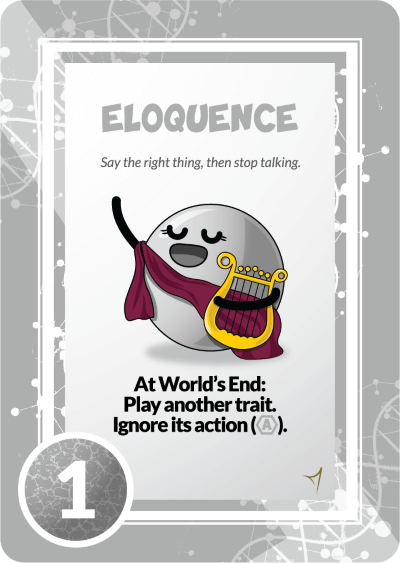 ELOQUENCE
Say the right thing, then stop talking.
At World's End:
Play another trait.
Ignore its action (A).
1